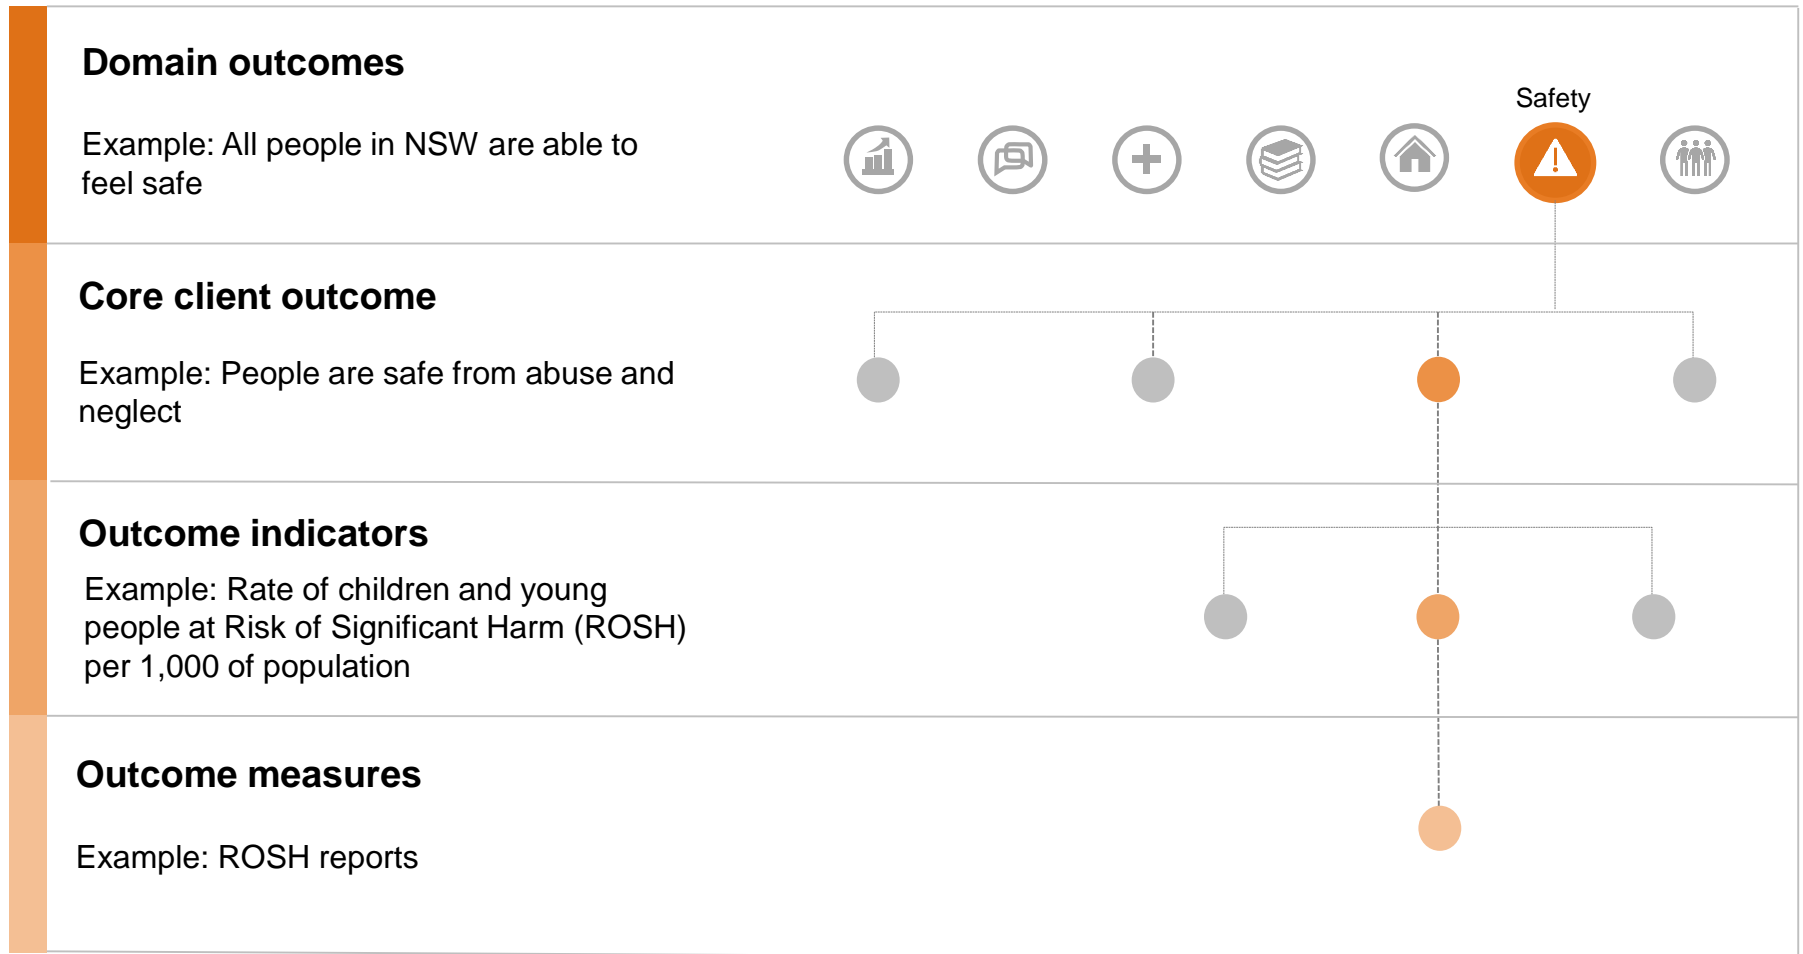 Domain outcomes
Example: All people in NSW are able to
feel safe
Safety
Core client outcome
Example: People are safe from abuse and
neglect
Outcome indicators
Example: Rate of children and young
people at Risk of Significant Harm (ROSH)
per 1,000 of population
Outcome measures
Example: ROSH reports